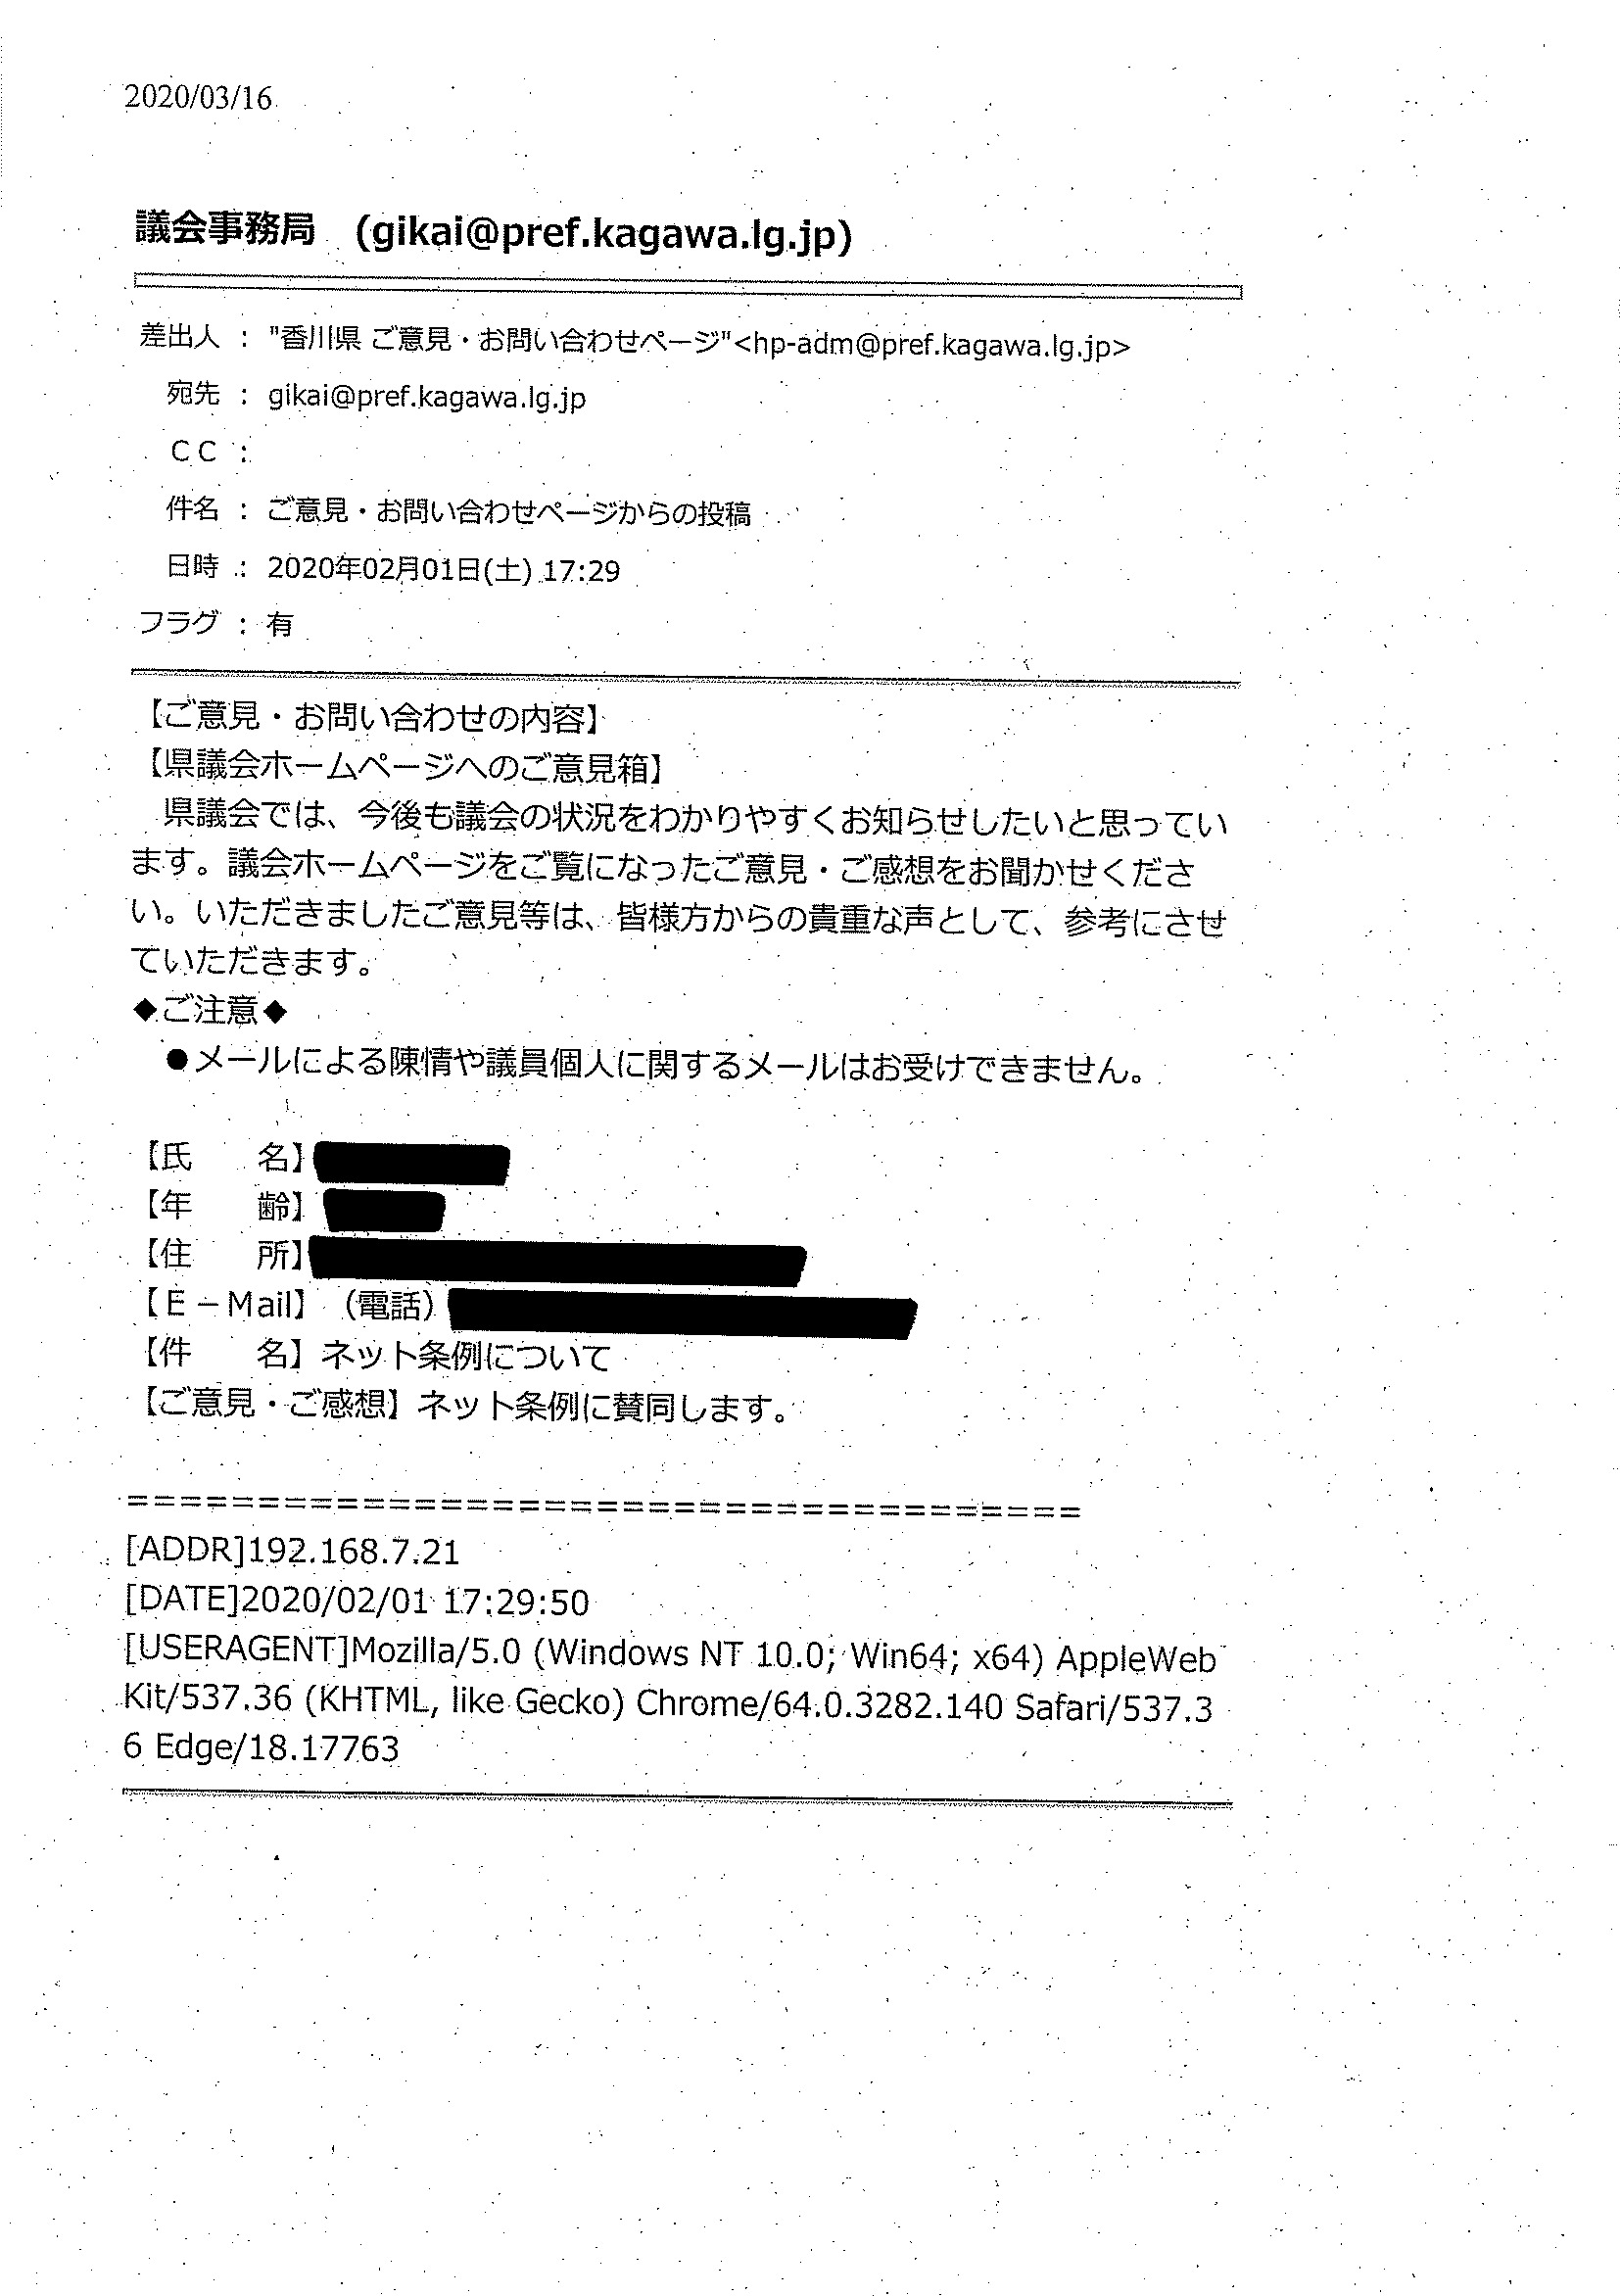 2020/03/16
議会事務局　(gikai@pref.kagawa.lg.jp)
差出人 : "香川県 ご意見・お問い合わせページ"<hp-adm@pref.kagawa.lg.jp>
宛先 : gikai@pref.kagawa.lg.jp
ＣＣ :
件名 : ご意見・お問い合わせページからの投稿
日時 : 2020年02月01日(土) 17:29
フラグ : 有
【ご意見・お問い合わせの内容】
【県議会ホームページへのご意見箱】
　県議会では、今後も議会の状況をわかりやすくお知らせしたいと思ってい
ます。議会ホームページをご覧になったご意見・ご感想をお聞かせくださ
い。いただきましたご意見等は、皆様方からの貴重な声として、参考にさせ
ていただきます。
◆ご注意◆
　●メールによる陳情や議員個人に関するメールはお受けできません。
【氏　　名】
【年　　齢】
【住　　所】
【Ｅ－Mail】（電話）
【件　　名】ネット条例について
【ご意見・ご感想】ネット条例に賛同します。
=====================================
[ADDR]192.168.7.21
[DATE]2020/02/01 17:29:50
[USERAGENT]Mozilla/5.0 (Windows NT 10.0; Win64; x64) AppleWeb
Kit/537.36 (KHTML, like Gecko) Chrome/64.0.3282.140 Safari/537.3
6 Edge/18.17763